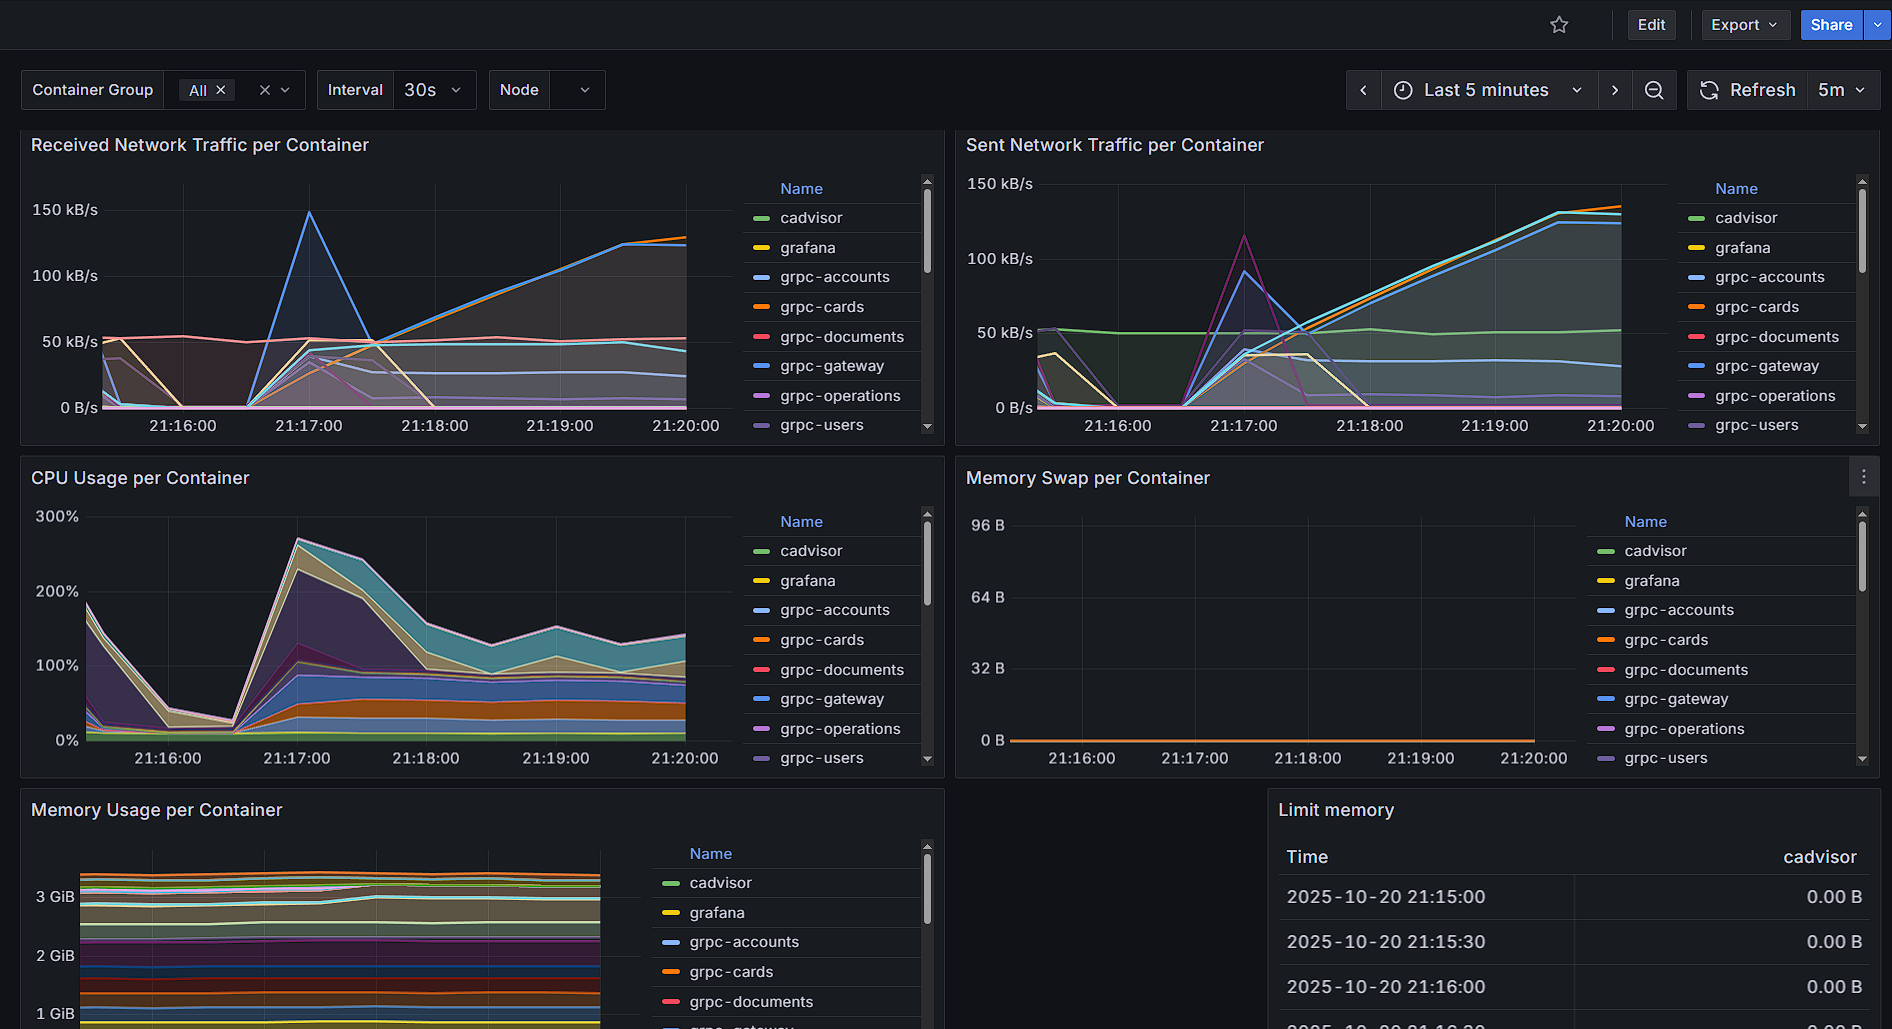 Edit
Export
Share
Container Group
All
Interval
30s
Node
Last 5 minutes
Refresh
5m
Received Network Traffic per Container
150 kB/s
100 kB/s
50 kB/s
0 B/s
21:16:00
21:17:00
21:18:00
21:19:00
21:20:00
Name
cadvisor
grafana
grpc-accounts
grpc-cards
grpc-documents
grpc-gateway
grpc-operations
grpc-users
Sent Network Traffic per Container
150 kB/s
100 kB/s
50 kB/s
0 B/s
21:16:00
21:17:00
21:18:00
21:19:00
21:20:00
Name
cadvisor
grafana
grpc-accounts
grpc-cards
grpc-documents
grpc-gateway
grpc-operations
grpc-users
CPU Usage per Container
300%
200%
100%
0%
21:16:00
21:17:00
21:18:00
21:19:00
21:20:00
Name
cadvisor
grafana
grpc-accounts
grpc-cards
grpc-documents
grpc-gateway
grpc-operations
grpc-users
Memory Swap per Container
96 B
64 B
32 B
0 B
21:16:00
21:17:00
21:18:00
21:19:00
21:20:00
Name
cadvisor
grafana
grpc-accounts
grpc-cards
grpc-documents
grpc-gateway
grpc-operations
grpc-users
Memory Usage per Container
3 GiB
2 GiB
1 GiB
Name
cadvisor
grafana
grpc-accounts
grpc-cards
grpc-documents
Limit memory
Time cadvisor
2025-10-20 21:15:00 0.00 B
2025-10-20 21:15:30 0.00 B
2025-10-20 21:16:00 0.00 B